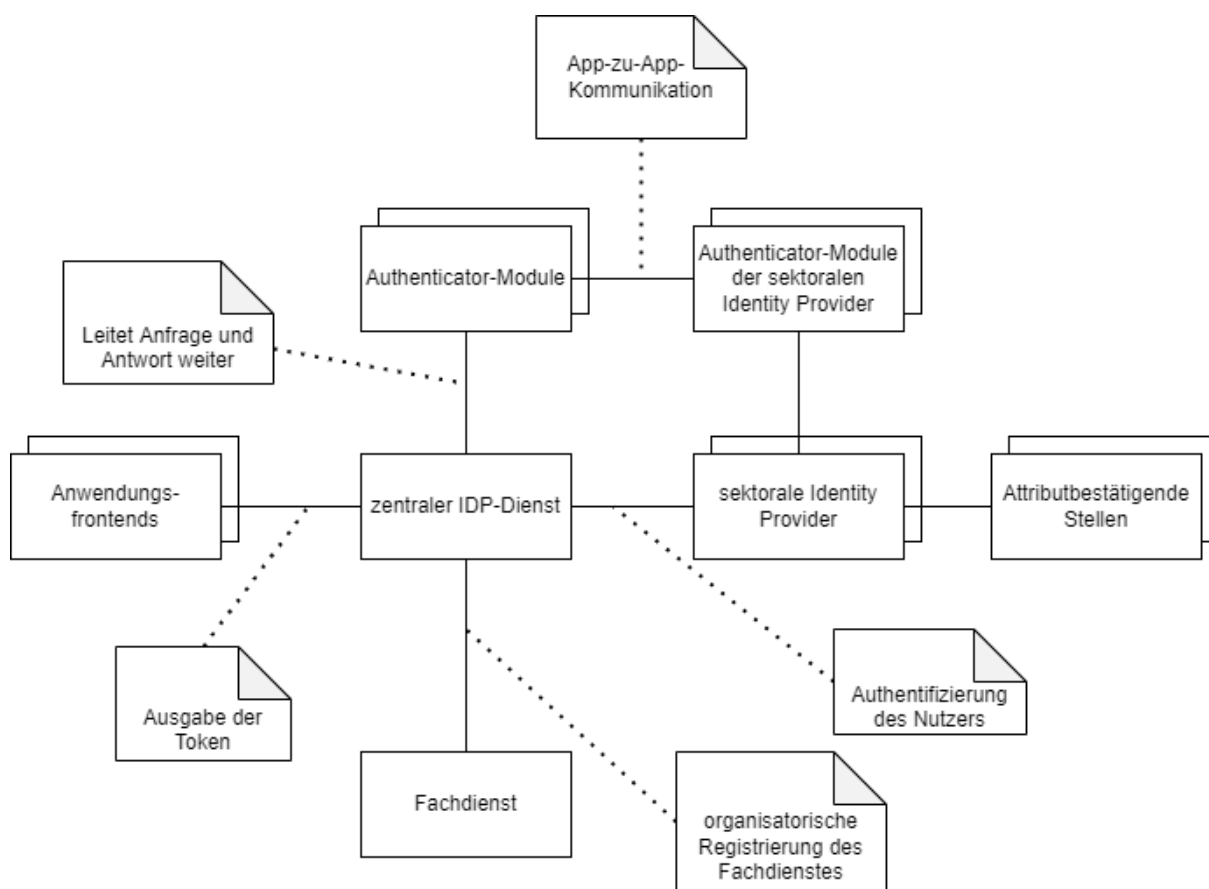 App-zu-App-
Kommunikation
Authenticator-Module
Authenticator-Module
der sektoralen
Identity Provider
Leitet Anfrage und
Antwort weiter
Anwendungs-
frontends
zentraler IDP-Dienst
sektorale Identity
Provider
Attributbestätigende
Stellen
Ausgabe der
Token
Authentifizierung
des Nutzers
Fachdienst
organisatorische
Registrierung des
Fachdienstes